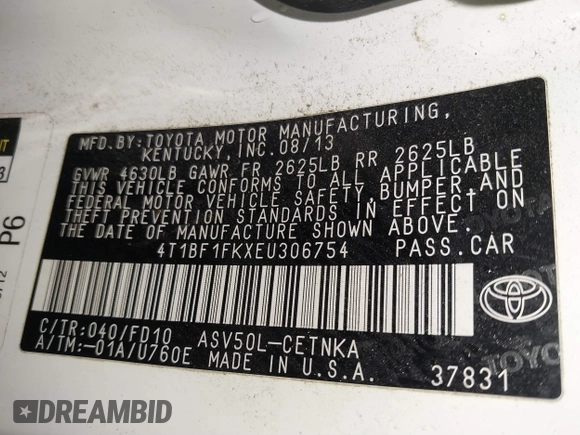 MFD.BY:TOYOTA MOTOR MANUFACTURING,
KENTUCKY, INC. 08/13
GVWR 4630LB GAWR FR 2625LB RR 2625LB
THIS VEHICLE CONFORMS TO ALL APPLICABLE
FEDERAL MOTOR VEHICLE SAFETY,BUMPER,AND
THEFT PREVENTION STANDARDS IN EFFECT ON
THE DATE OF MANUFACTURE SHOWN ABOVE.
4T1BF1FKXEU306754 PASS.CAR
C/TR:040/FD10 ASV50L-CETNKA
A/TM:-01A/U760E MADE IN U.S.A. 37831
P6
DREAMBID